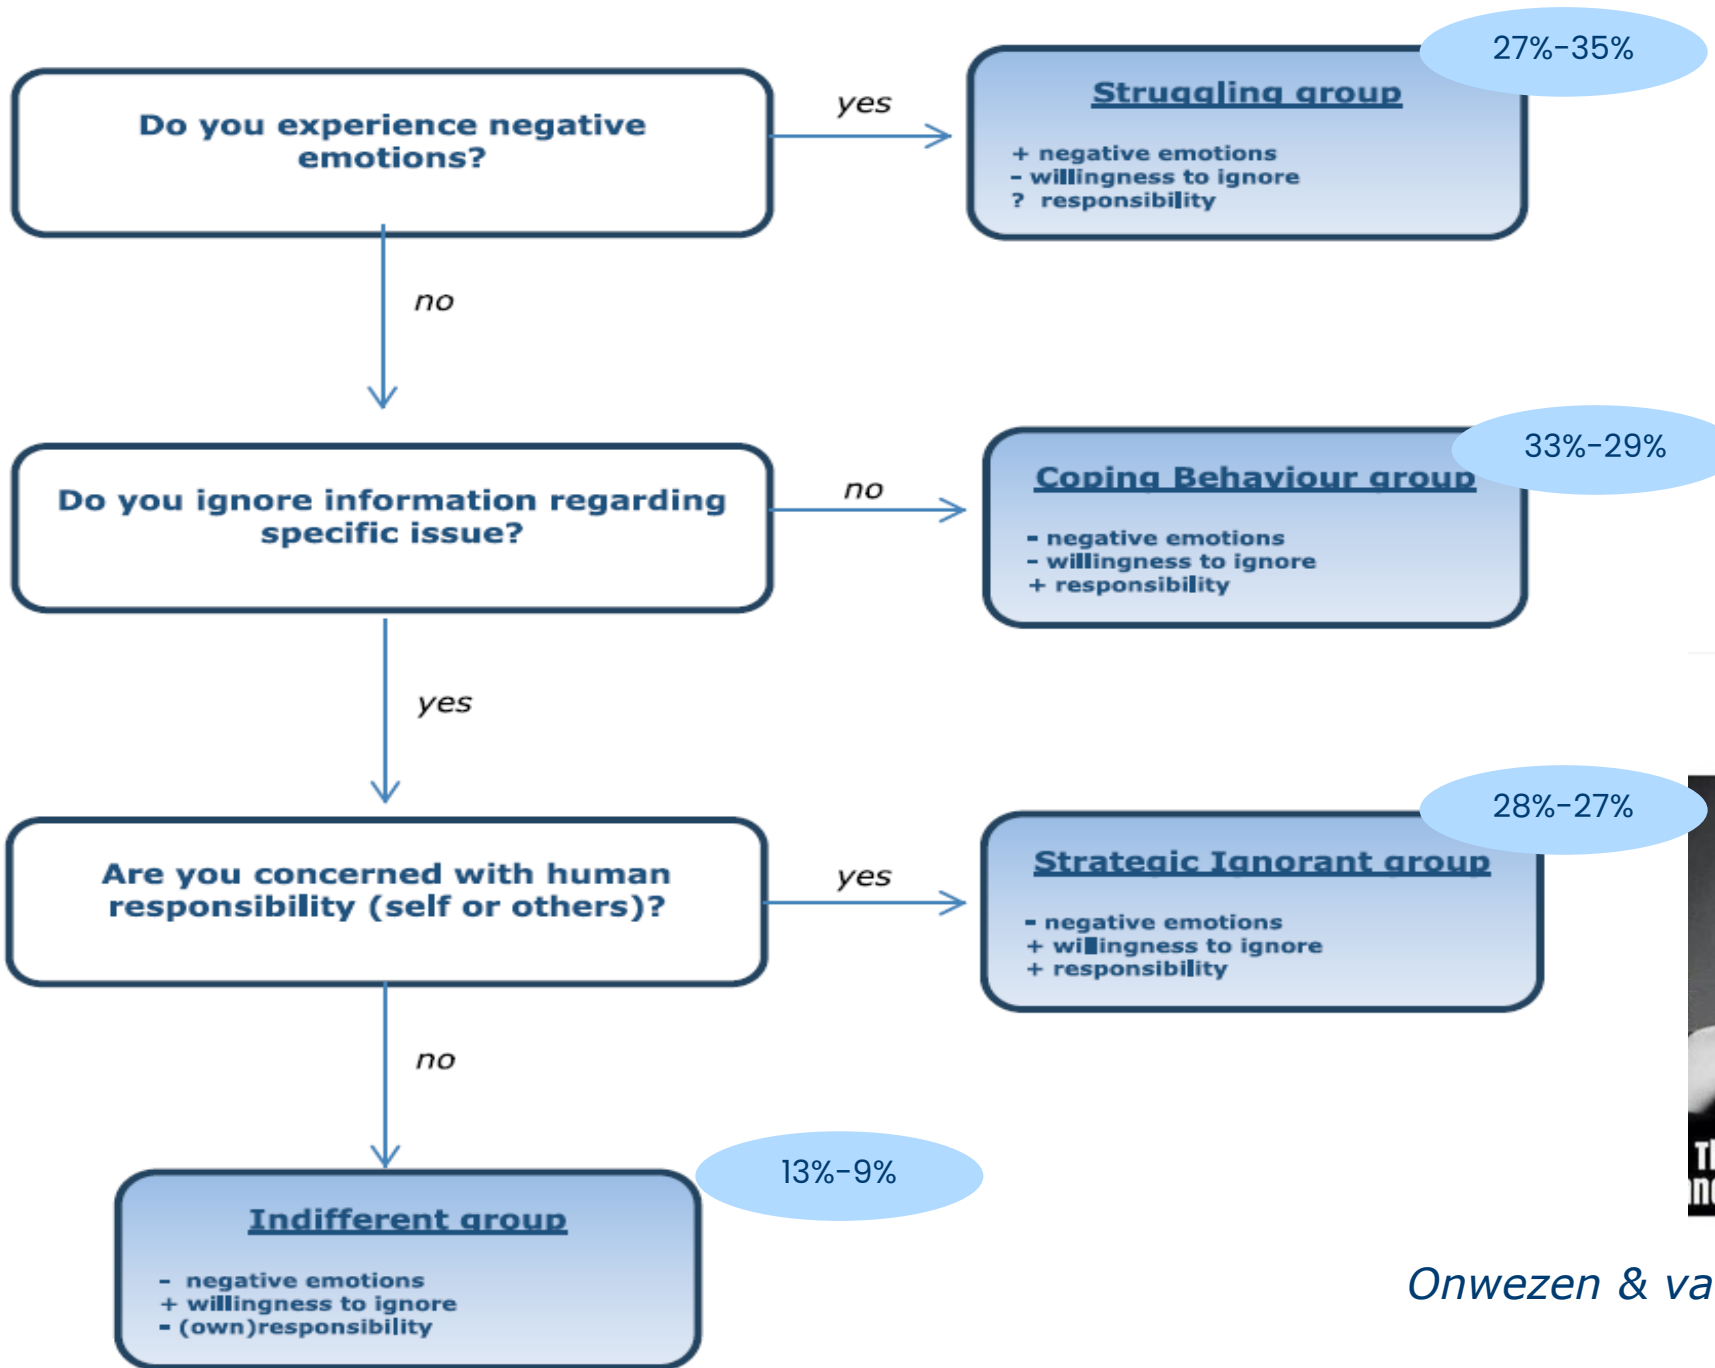 27%-35%
Do you experience negative
emotions?
yes
Struggling group
+ negative emotions
- willingness to ignore
? responsibility
no
33%-29%
Do you ignore information regarding
specific issue?
no
Coping Behaviour group
- negative emotions
- willingness to ignore
+ responsibility
yes
28%-27%
Are you concerned with human
responsibility (self or others)?
yes
Strategic Ignorant group
- negative emotions
+ willingness to ignore
+ responsibility
no
13%-9%
Indifferent group
- negative emotions
+ willingness to ignore
- (own)responsibility
Onwezen & va